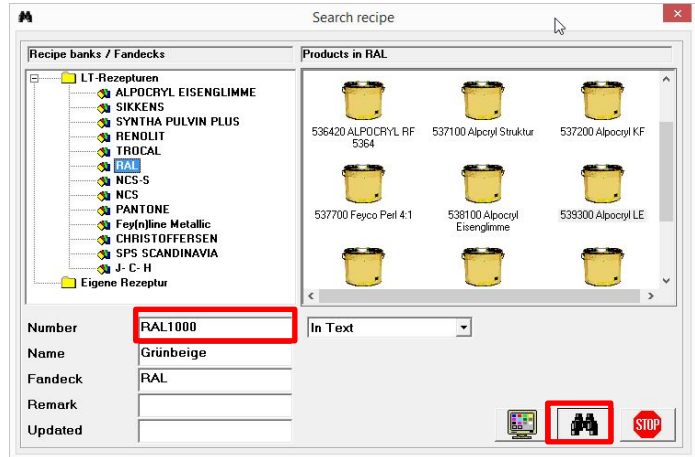 Search recipe
Recipe banks / Fandecks
Products in RAL
LT-Rezepturen
ALPOCRYL EISENGLIMME
SIKKENS
SYNTHA PULVIN PLUS
RENOLIT
TROCAL
RAL
NCS-S
NCS
PANTONE
Fey(n)line Metallic
CHRISTOFFERSEN
SPS SCANDINAVIA
J- C- H
Eigene Rezeptur
536420 ALPOCRYL RF
5364
537100 Alpcryl Struktur
537200 Alpocryl KF
537700 Feyco Perl 4:1
538100 Alpocryl
Eisenglimme
539300 Alpocryl LE
Number
RAL1000
In Text
Name
Grünbeige
Fandeck
RAL
Remark
Updated
STOP